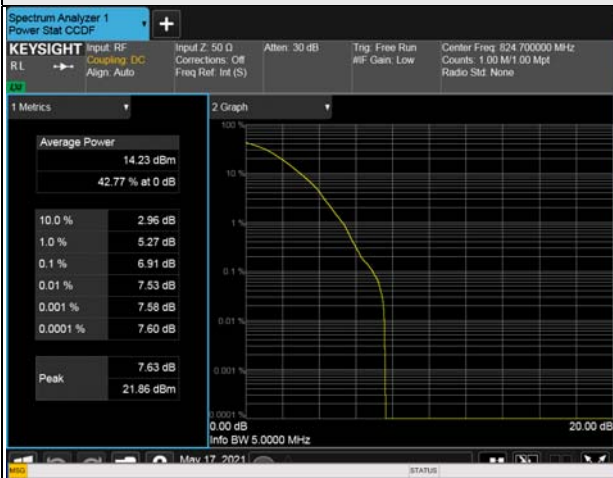 Spectrum Analyzer 1
Power Stat CCDF
KEYSIGHT
RL
LXI
Input: RF
Coupling: DC
Align: Auto
Input Z: 50 Ω
Corrections: Off
Freq Ref: Int (S)
Atten: 30 dB
Trig: Free Run
#IF Gain: Low
Center Freq: 824.700000 MHz
Counts: 1.00 M/1.00 Mpt
Radio Std: None
1 Metrics
Average Power
14.23 dBm
42.77 % at 0 dB
10.0 % 2.96 dB
1.0 % 5.27 dB
0.1 % 6.91 dB
0.01 % 7.53 dB
0.001 % 7.58 dB
0.0001 % 7.60 dB
Peak
7.63 dB
21.86 dBm
2 Graph
100 %
10 %
1 %
0.1 %
0.01 %
0.001 %
0.0001 %
0.00 dB 20.00 dB
Info BW 5.0000 MHz
May 17, 2021
MSG STATUS